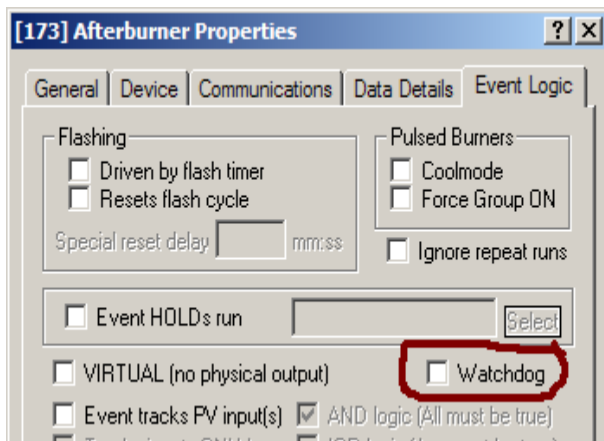 [173] Afterburner Properties
General Device Communications Data Details Event Logic
Flashing
Driven by flash timer
Resets flash cycle
Special reset delay mm:ss
Pulsed Burners
Coolmode
Force Group ON
Ignore repeat runs
Event HOLDs run Select
VIRTUAL (no physical output) Watchdog
Event tracks PV input(s) AND logic (All must be true)